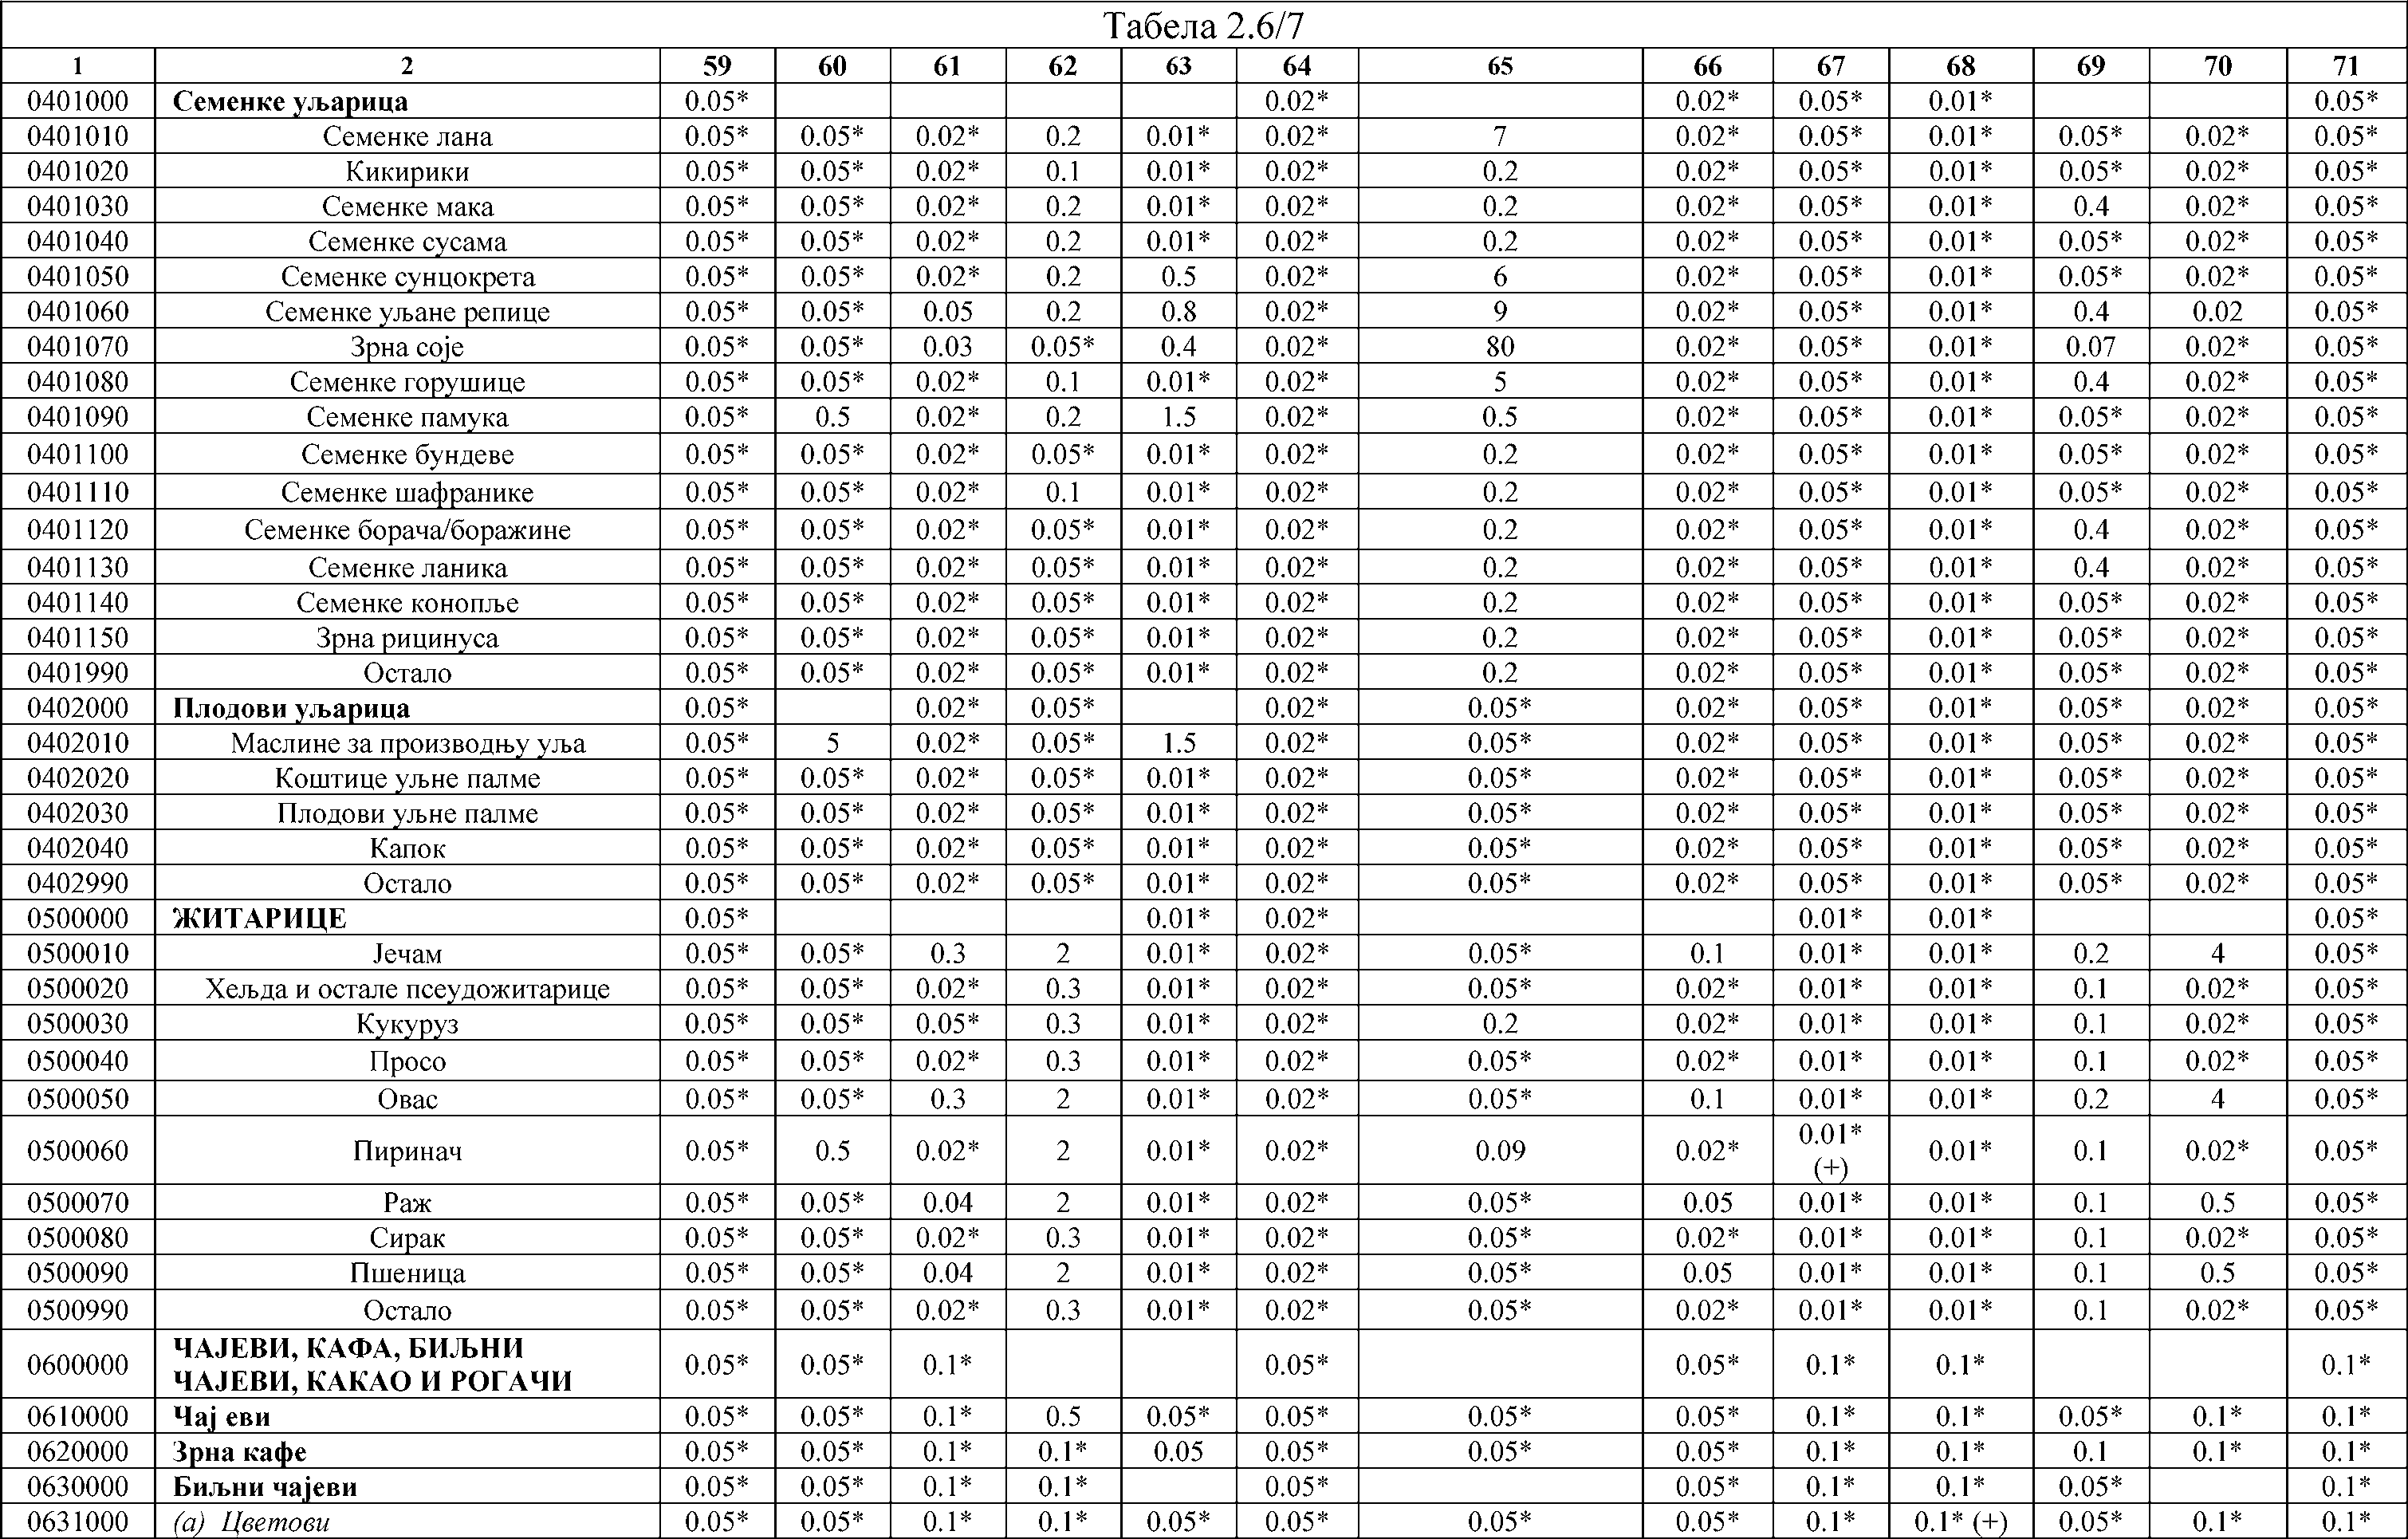 Табела 2.6/7
1 2 59 60 61 62 63 64 65 66 67 68 69 70 71
0401000 Семенке уљарица 0.05* 0.02* 0.02* 0.05* 0.01* 0.05*
0401010 Семенке лана 0.05* 0.05* 0.02* 0.2 0.01* 0.02* 7 0.02* 0.05* 0.01* 0.05* 0.02* 0.05*
0401020 Кикирики 0.05* 0.05* 0.02* 0.1 0.01* 0.02* 0.2 0.02* 0.05* 0.01* 0.05* 0.02* 0.05*
0401030 Семенке мака 0.05* 0.05* 0.02* 0.2 0.01* 0.02* 0.2 0.02* 0.05* 0.01* 0.4 0.02* 0.05*
0401040 Семенке сусама 0.05* 0.05* 0.02* 0.2 0.01* 0.02* 0.2 0.02* 0.05* 0.01* 0.05* 0.02* 0.05*
0401050 Семенке сунцокрета 0.05* 0.05* 0.02* 0.2 0.5 0.02* 6 0.02* 0.05* 0.01* 0.05* 0.02* 0.05*
0401060 Семенке уљане репице 0.05* 0.05* 0.05 0.2 0.8 0.02* 9 0.02* 0.05* 0.01* 0.4 0.02 0.05*
0401070 Зрна соје 0.05* 0.05* 0.03 0.05* 0.4 0.02* 80 0.02* 0.05* 0.01* 0.07 0.02* 0.05*
0401080 Семенке горушице 0.05* 0.05* 0.02* 0.1 0.01* 0.02* 5 0.02* 0.05* 0.01* 0.4 0.02* 0.05*
0401090 Семенке памука 0.05* 0.5 0.02* 0.2 1.5 0.02* 0.5 0.02* 0.05* 0.01* 0.05* 0.02* 0.05*
0401100 Семенке бундеве 0.05* 0.05* 0.02* 0.05* 0.01* 0.02* 0.2 0.02* 0.05* 0.01* 0.05* 0.02* 0.05*
0401110 Семенке шафранике 0.05* 0.05* 0.02* 0.1 0.01* 0.02* 0.2 0.02* 0.05* 0.01* 0.05* 0.02* 0.05*
0401120 Семенке борача/боражине 0.05* 0.05* 0.02* 0.05* 0.01* 0.02* 0.2 0.02* 0.05* 0.01* 0.4 0.02* 0.05*
0401130 Семенке ланика 0.05* 0.05* 0.02* 0.05* 0.01* 0.02* 0.2 0.02* 0.05* 0.01* 0.4 0.02* 0.05*
0401140 Семенке конопље 0.05* 0.05* 0.02* 0.05* 0.01* 0.02* 0.2 0.02* 0.05* 0.01* 0.05* 0.02* 0.05*
0401150 Зрна рицинуса 0.05* 0.05* 0.02* 0.05* 0.01* 0.02* 0.2 0.02* 0.05* 0.01* 0.05* 0.02* 0.05*
0401990 Остало 0.05* 0.05* 0.02* 0.05* 0.01* 0.02* 0.2 0.02* 0.05* 0.01* 0.05* 0.02* 0.05*
0402000 Плодови уљарица 0.05* 0.02* 0.05* 0.02* 0.05* 0.02* 0.05* 0.01* 0.05* 0.02* 0.05*
0402010 Маслине за производњу уља 0.05* 5 0.02* 0.05* 1.5 0.02* 0.05* 0.02* 0.05* 0.01* 0.05* 0.02* 0.05*
0402020 Коштице уљне палме 0.05* 0.05* 0.02* 0.05* 0.01* 0.02* 0.05* 0.02* 0.05* 0.01* 0.05* 0.02* 0.05*
0402030 Плодови уљне палме 0.05* 0.05* 0.02* 0.05* 0.01* 0.02* 0.05* 0.02* 0.05* 0.01* 0.05* 0.02* 0.05*
0402040 Капок 0.05* 0.05* 0.02* 0.05* 0.01* 0.02* 0.05* 0.02* 0.05* 0.01* 0.05* 0.02* 0.05*
0402990 Остало 0.05* 0.05* 0.02* 0.05* 0.01* 0.02* 0.05* 0.02* 0.05* 0.01* 0.05* 0.02* 0.05*
0500000 ЖИТАРИЦЕ 0.05* 0.01* 0.02* 0.01* 0.01* 0.05*
0500010 Јечам 0.05* 0.05* 0.3 2 0.01* 0.02* 0.05* 0.1 0.01* 0.01* 0.2 4 0.05*
0500020 Хељда и остале псеудожитарице 0.05* 0.05* 0.02* 0.3 0.01* 0.02* 0.05* 0.02* 0.01* 0.01* 0.1 0.02* 0.05*
0500030 Кукуруз 0.05* 0.05* 0.05* 0.3 0.01* 0.02* 0.2 0.02* 0.01* 0.01* 0.1 0.02* 0.05*
0500040 Просо 0.05* 0.05* 0.02* 0.3 0.01* 0.02* 0.05* 0.02* 0.01* 0.01* 0.1 0.02* 0.05*
0500050 Овас 0.05* 0.05* 0.3 2 0.01* 0.02* 0.05* 0.1 0.01* 0.01* 0.2 4 0.05*
0500060 Пиринач 0.05* 0.5 0.02* 2 0.01* 0.02* 0.09 0.02* 0.01* (+) 0.01* 0.1 0.02* 0.05*
0500070 Раж 0.05* 0.05* 0.04 2 0.01* 0.02* 0.05* 0.05 0.01* 0.01* 0.1 0.5 0.05*
0500080 Сирак 0.05* 0.05* 0.02* 0.3 0.01* 0.02* 0.05* 0.02* 0.01* 0.01* 0.1 0.02* 0.05*
0500090 Пшеница 0.05* 0.05* 0.04 2 0.01* 0.02* 0.05* 0.05 0.01* 0.01* 0.1 0.5 0.05*
0500990 Остало 0.05* 0.05* 0.02* 0.3 0.01* 0.02* 0.05* 0.02* 0.01* 0.01* 0.1 0.02* 0.05*
0600000 ЧАЈЕВИ, КАФА, БИЉНИ
ЧАЈЕВИ, КАКАО И РОГАЧИ 0.05* 0.05* 0.1* 0.05* 0.05* 0.1* 0.1* 0.1*
0610000 Чај еви 0.05* 0.05* 0.1* 0.5 0.05* 0.05* 0.05* 0.05* 0.1* 0.1* 0.05* 0.1* 0.1*
0620000 Зрна кафе 0.05* 0.05* 0.1* 0.1* 0.05 0.05* 0.05* 0.05* 0.1* 0.1* 0.1 0.1* 0.1*
0630000 Биљни чајеви 0.05* 0.05* 0.1* 0.1* 0.05* 0.05* 0.1* 0.1* 0.05* 0.1*
0631000 (а) Цветови 0.05* 0.05* 0.1* 0.1* 0.05* 0.05* 0.05* 0.05* 0.1* 0.1* (+) 0.05* 0.1* 0.1*